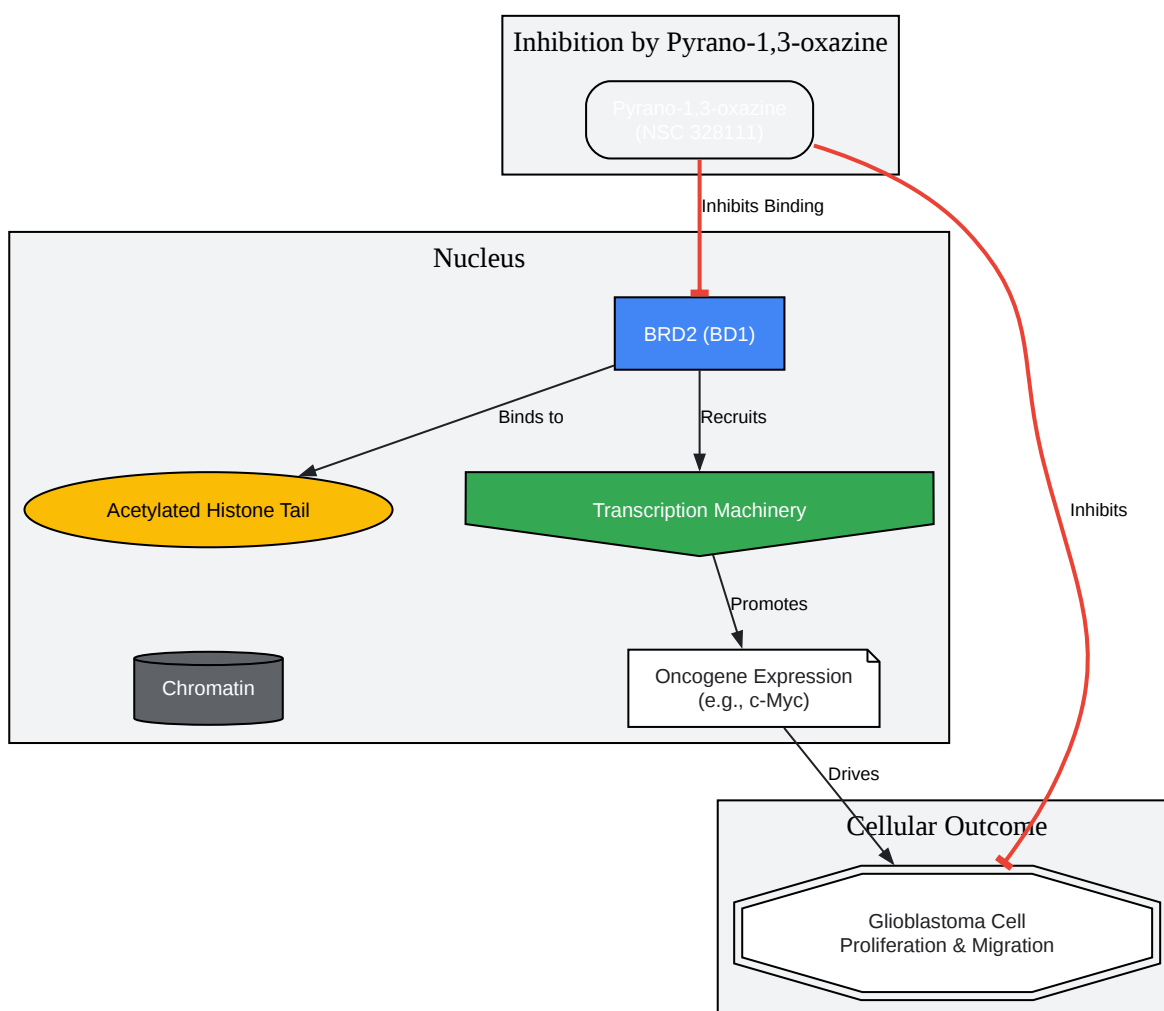 Inhibition by Pyrano-1,3-oxazine
Pyrano-1,3-oxazine
(NSC 328111)
Inhibits Binding
Nucleus
BRD2 (BD1)
Binds to
Recruits
Acetylated Histone Tail
Transcription Machinery
Inhibits
Promotes
Chromatin
Oncogene Expression
(e.g., c-Myc)
Drives
Cellular Outcome
Glioblastoma Cell
Proliferation & Migration